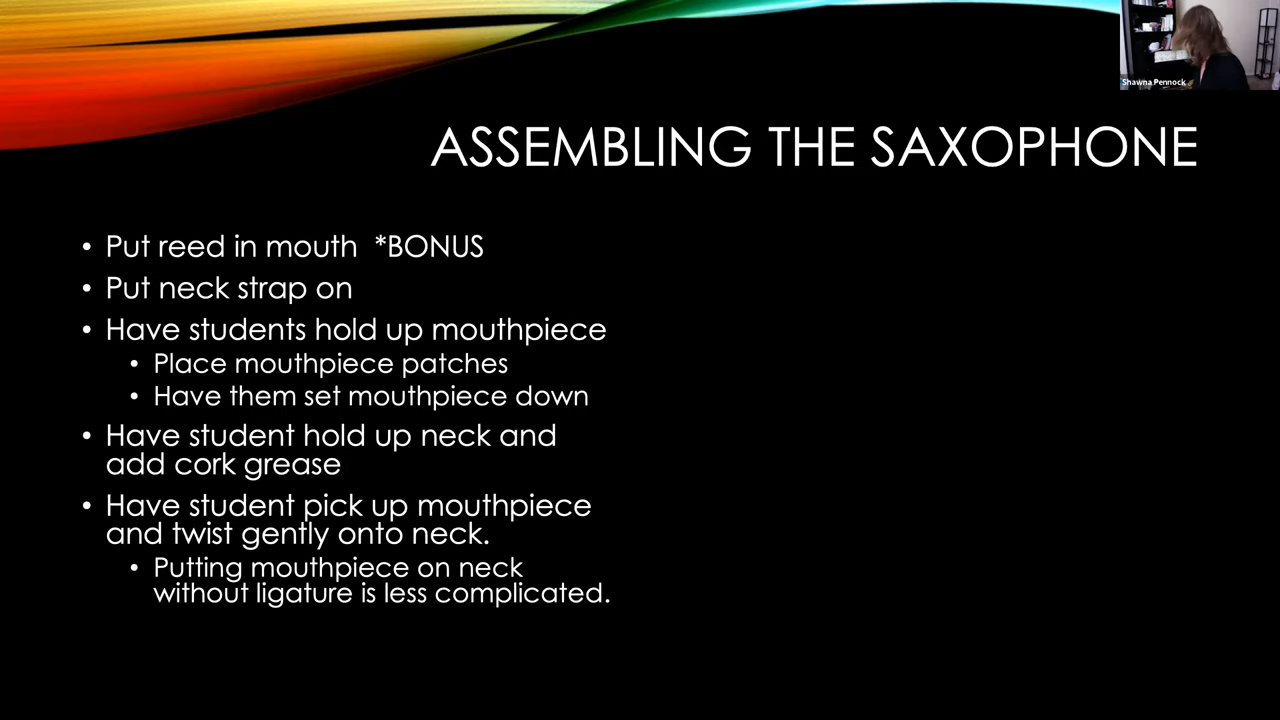 Shawna Pennock
ASSEMBLING THE SAXOPHONE
• Put reed in mouth *BONUS
• Put neck strap on
• Have students hold up mouthpiece
• Place mouthpiece patches
• Have them set mouthpiece down
• Have student hold up neck and
add cork grease
• Have student pick up mouthpiece
and twist gently onto neck.
• Putting mouthpiece on neck
without ligature is less complicated.